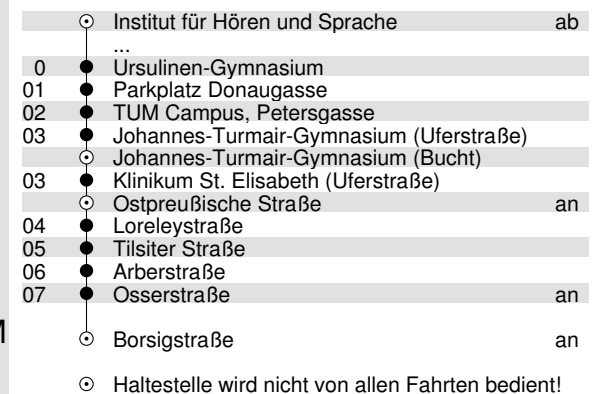 Institut für Hören und Sprache ab
...
0 Ursulinen-Gymnasium
01 Parkplatz Donaugasse
02 TUM Campus, Petersgasse
03 Johannes-Turmair-Gymnasium (Uferstraße)
Johannes-Turmair-Gymnasium (Bucht)
03 Klinikum St. Elisabeth (Uferstraße)
Ostpreußische Straße an
04 Loreleystraße
05 Tilsiter Straße
06 Arberstraße
07 Osserstraße an
Borsigstraße an
Haltestelle wird nicht von allen Fahrten bedient!